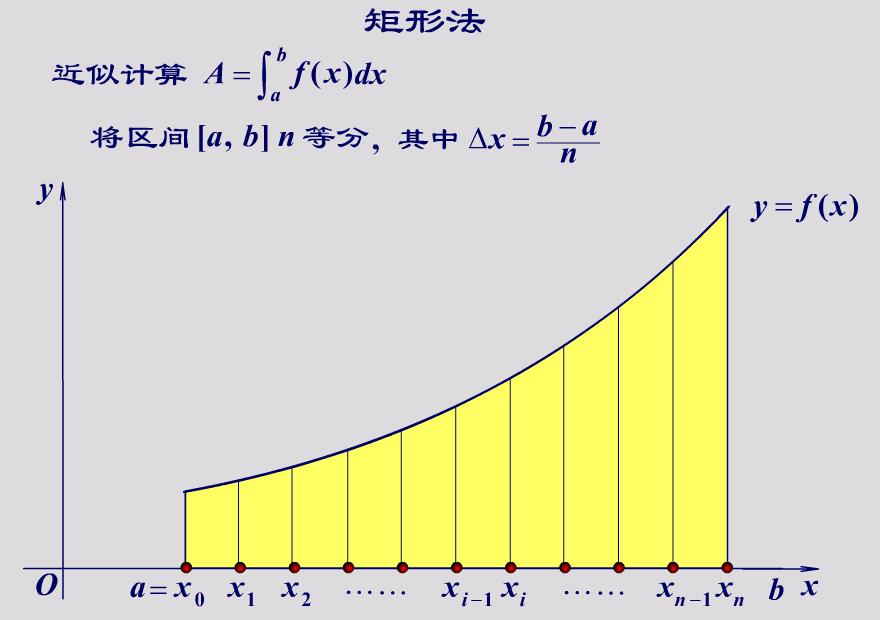 矩形法
近似计算 A = ∫_a^b f(x)dx
将区间 [a, b] n 等分, 其中 Δx = (b − a)/n
y
y = f(x)
O a = x_0 x_1 x_2 …… x_{i−1} x_i …… x_{n−1} x_n b x